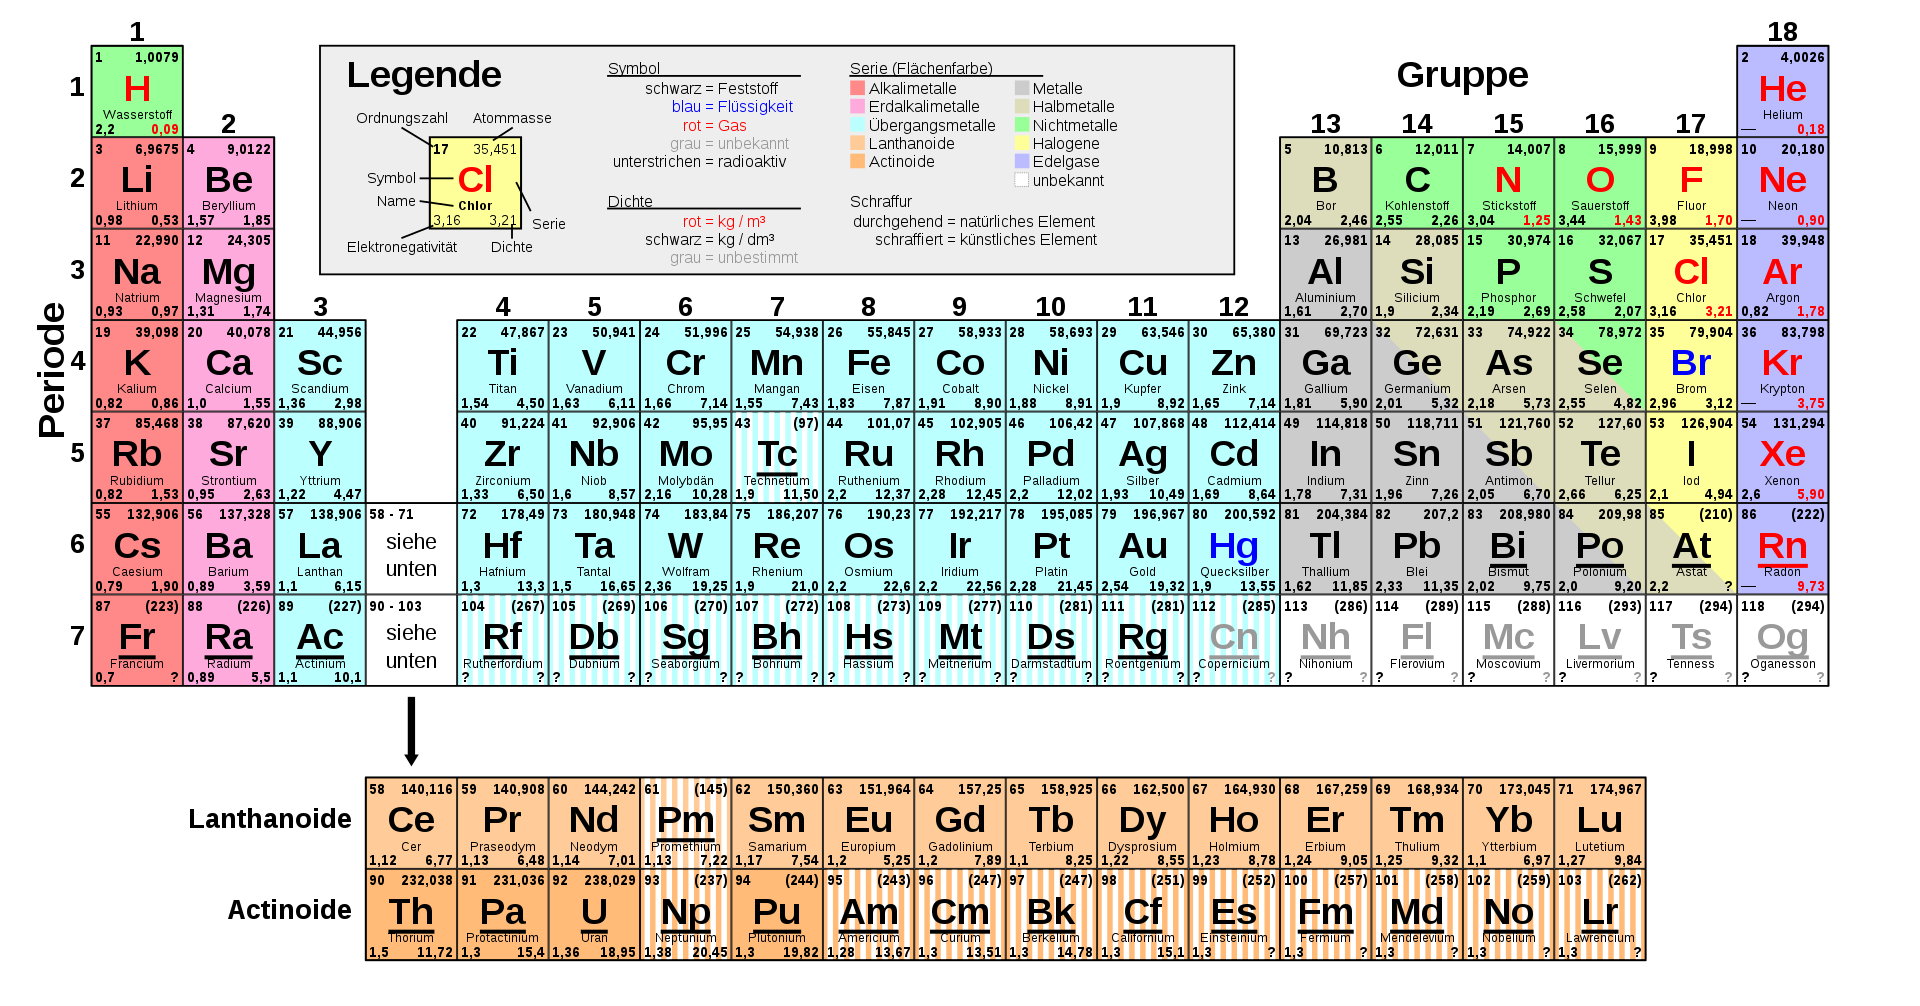 1
18
1 1,0079
H
Wasserstoff
2,2 0,09
2 4,0026
He
Helium
— 0,18
Legende
Ordnungszahl Atommasse
17 35,451
Symbol Cl
Name Chlor
3,16 3,21
Serie
Elektronegativität Dichte
Symbol
schwarz = Feststoff
blau = Flüssigkeit
rot = Gas
grau = unbekannt
unterstrichen = radioaktiv
Dichte
rot = kg / m³
schwarz = kg / dm³
grau = unbestimmt
Serie (Flächenfarbe)
Alkalimetalle
Erdalkalimetalle
Übergangsmetalle
Lanthanoide
Actinoide
Metalle
Halbmetalle
Nichtmetalle
Halogene
Edelgase
unbekannt
Schraffur
durchgehend = natürliches Element
schraffiert = künstliches Element
Gruppe
Periode
1
2 13 14 15 16 17
2
3 6,9675 4 9,0122 5 10,813 6 12,011 7 14,007 8 15,999 9 18,998 10 20,180
Li Be B C N O F Ne
Lithium Beryllium Bor Kohlenstoff Stickstoff Sauerstoff Fluor Neon
0,98 0,53 1,57 1,85 2,04 2,46 2,55 2,26 3,04 1,25 3,44 1,43 3,98 1,70 — 0,90
3
11 22,990 12 24,305 13 26,981 14 28,085 15 30,974 16 32,067 17 35,451 18 39,948
Na Mg Al Si P S Cl Ar
Natrium Magnesium Aluminium Silicium Phosphor Schwefel Chlor Argon
0,93 0,97 1,31 1,74 1,61 2,70 1,9 2,34 2,19 2,69 2,58 2,07 3,16 3,21 0,82 1,78
3 4 5 6 7 8 9 10 11 12
4
19 39,098 20 40,078 21 44,956 22 47,867 23 50,941 24 51,996 25 54,938 26 55,845 27 58,933 28 58,693 29 63,546 30 65,380 31 69,723 32 72,631 33 74,922 34 78,972 35 79,904 36 83,798
K Ca Sc Ti V Cr Mn Fe Co Ni Cu Zn Ga Ge As Se Br Kr
Kalium Calcium Scandium Titan Vanadium Chrom Mangan Eisen Cobalt Nickel Kupfer Zink Gallium Germanium Arsen Selen Brom Krypton
0,82 0,86 1,0 1,55 1,36 2,98 1,54 4,50 1,63 6,11 1,66 7,14 1,55 7,43 1,83 7,87 1,91 8,90 1,88 8,91 1,9 8,92 1,65 7,14 1,81 5,90 2,01 5,32 2,18 5,73 2,55 4,82 2,96 3,12 — 3,75
5
37 85,468 38 87,620 39 88,906 40 91,224 41 92,906 42 95,95 43 (97) 44 101,07 45 102,905 46 106,42 47 107,868 48 112,414 49 114,818 50 118,711 51 121,760 52 127,60 53 126,904 54 131,294
Rb Sr Y Zr Nb Mo Tc Ru Rh Pd Ag Cd In Sn Sb Te I Xe
Rubidium Strontium Yttrium Zirconium Niob Molybdän Technetium Ruthenium Rhodium Palladium Silber Cadmium Indium Zinn Antimon Tellur Iod Xenon
0,82 1,53 0,95 2,63 1,22 4,47 1,33 6,50 1,6 8,57 2,16 10,28 1,9 11,50 2,2 12,37 2,28 12,45 2,2 12,02 1,93 10,49 1,69 8,64 1,78 7,31 1,96 7,26 2,05 6,70 2,66 6,25 2,1 4,94 2,6 5,90
6
55 132,906 56 137,328 57 138,906 58 - 71 72 178,49 73 180,948 74 183,84 75 186,207 76 190,23 77 192,217 78 195,085 79 196,967 80 200,592 81 204,384 82 207,2 83 208,980 84 209,98 85 (210) 86 (222)
Cs Ba La siehe unten Hf Ta W Re Os Ir Pt Au Hg Tl Pb Bi Po At Rn
Caesium Barium Lanthan Hafnium Tantal Wolfram Rhenium Osmium Iridium Platin Gold Quecksilber Thallium Blei Bismut Polonium Astat Radon
0,79 1,90 0,89 3,59 1,1 6,15 1,3 13,3 1,5 16,65 2,36 19,25 1,9 21,0 2,2 22,6 2,2 22,56 2,28 21,45 2,54 19,32 1,9 13,55 1,62 11,85 2,33 11,35 2,02 9,75 2,0 9,20 2,2 ? — 9,73
7
87 (223) 88 (226) 89 (227) 90 - 103 104 (267) 105 (269) 106 (270) 107 (272) 108 (273) 109 (277) 110 (281) 111 (281) 112 (285) 113 (286) 114 (289) 115 (288) 116 (293) 117 (294) 118 (294)
Fr Ra Ac siehe unten Rf Db Sg Bh Hs Mt Ds Rg Cn Nh Fl Mc Lv Ts Og
Francium Radium Actinium Rutherfordium Dubnium Seaborgium Bohrium Hassium Meitnerium Darmstadtium Roentgenium Copernicium Nihonium Flerovium Moscovium Livermorium Tenness Oganesson
0,7 ? 0,89 5,5 1,1 10,1 ? ? ? ? ? ? ? ? ? ? ? ? ? ? ? ? ? ? ? ? ? ? ? ? ? ? ? ? ? ?
Lanthanoide
58 140,116 59 140,908 60 144,242 61 (145) 62 150,360 63 151,964 64 157,25 65 158,925 66 162,500 67 164,930 68 167,259 69 168,934 70 173,045 71 174,967
Ce Pr Nd Pm Sm Eu Gd Tb Dy Ho Er Tm Yb Lu
Cer Praseodym Neodym Promethium Samarium Europium Gadolinium Terbium Dysprosium Holmium Erbium Thulium Ytterbium Lutetium
1,12 6,77 1,13 6,48 1,14 7,01 1,13 7,22 1,17 7,54 1,2 5,25 1,2 7,89 1,1 8,25 1,22 8,55 1,23 8,78 1,24 9,05 1,25 9,32 1,1 6,97 1,27 9,84
Actinoide
90 232,038 91 231,036 92 238,029 93 (237) 94 (244) 95 (243) 96 (247) 97 (247) 98 (251) 99 (252) 100 (257) 101 (258) 102 (259) 103 (262)
Th Pa U Np Pu Am Cm Bk Cf Es Fm Md No Lr
Thorium Protactinium Uran Neptunium Plutonium Americium Curium Berkelium Californium Einsteinium Fermium Mendelevium Nobelium Lawrencium
1,5 11,72 1,3 15,4 1,36 18,95 1,38 20,45 1,3 19,82 1,28 13,67 1,3 13,51 1,3 14,78 1,3 15,1 1,3 ? 1,3 ? 1,3 ? 1,3 ? 1,3 ?